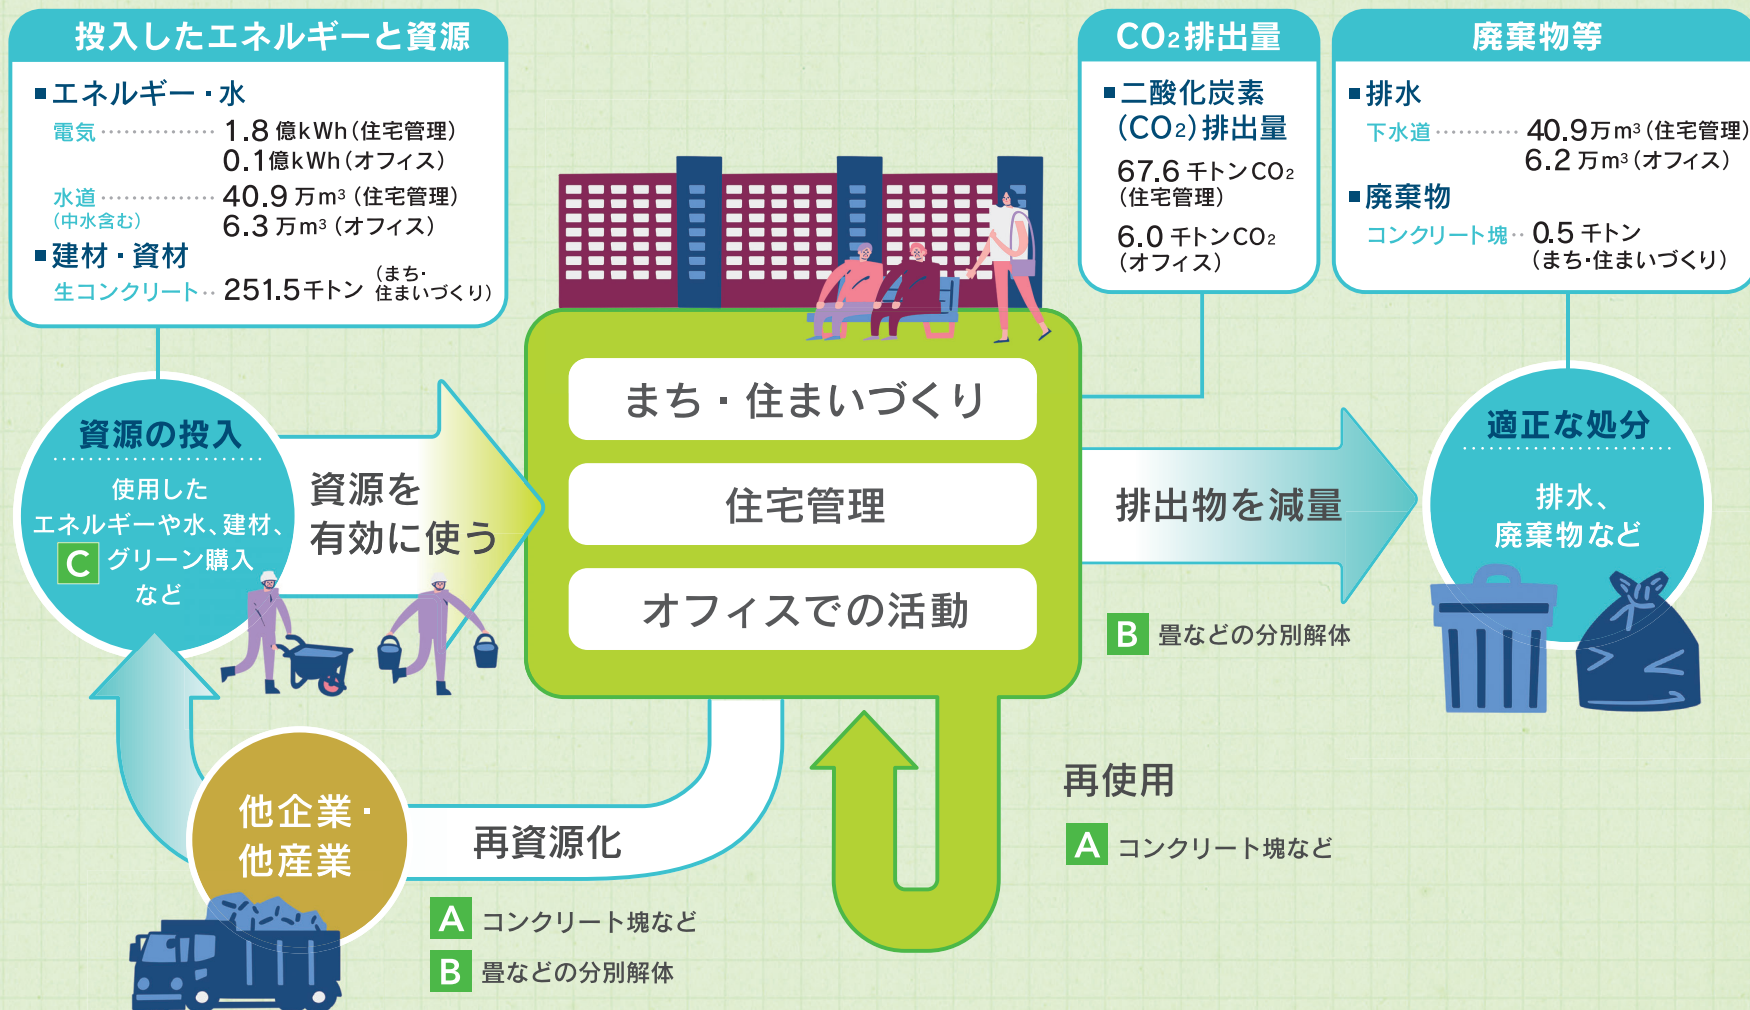 投入したエネルギーと資源
■エネルギー・水
電気 ············· 1.8 億kWh(住宅管理)
0.1億kWh(オフィス)
水道 ············· 40.9 万m³(住宅管理)
(中水含む)
6.3 万m³(オフィス)
■建材・資材
生コンクリート·· 251.5千トン (まち・
住まいづくり)
CO₂排出量
■二酸化炭素
(CO₂)排出量
67.6 千トンCO₂
(住宅管理)
6.0 千トンCO₂
(オフィス)
廃棄物等
■排水
下水道 ··········· 40.9万m³(住宅管理)
6.2 万m³(オフィス)
■廃棄物
コンクリート塊·· 0.5 千トン
(まち・住まいづくり)
資源の投入
使用した
エネルギーや水、建材、
C グリーン購入
など
資源を
有効に使う
まち・住まいづくり
住宅管理
オフィスでの活動
排出物を減量
B 畳などの分別解体
適正な処分
排水、
廃棄物など
他企業・
他産業
再資源化
A コンクリート塊など
B 畳などの分別解体
再使用
A コンクリート塊など